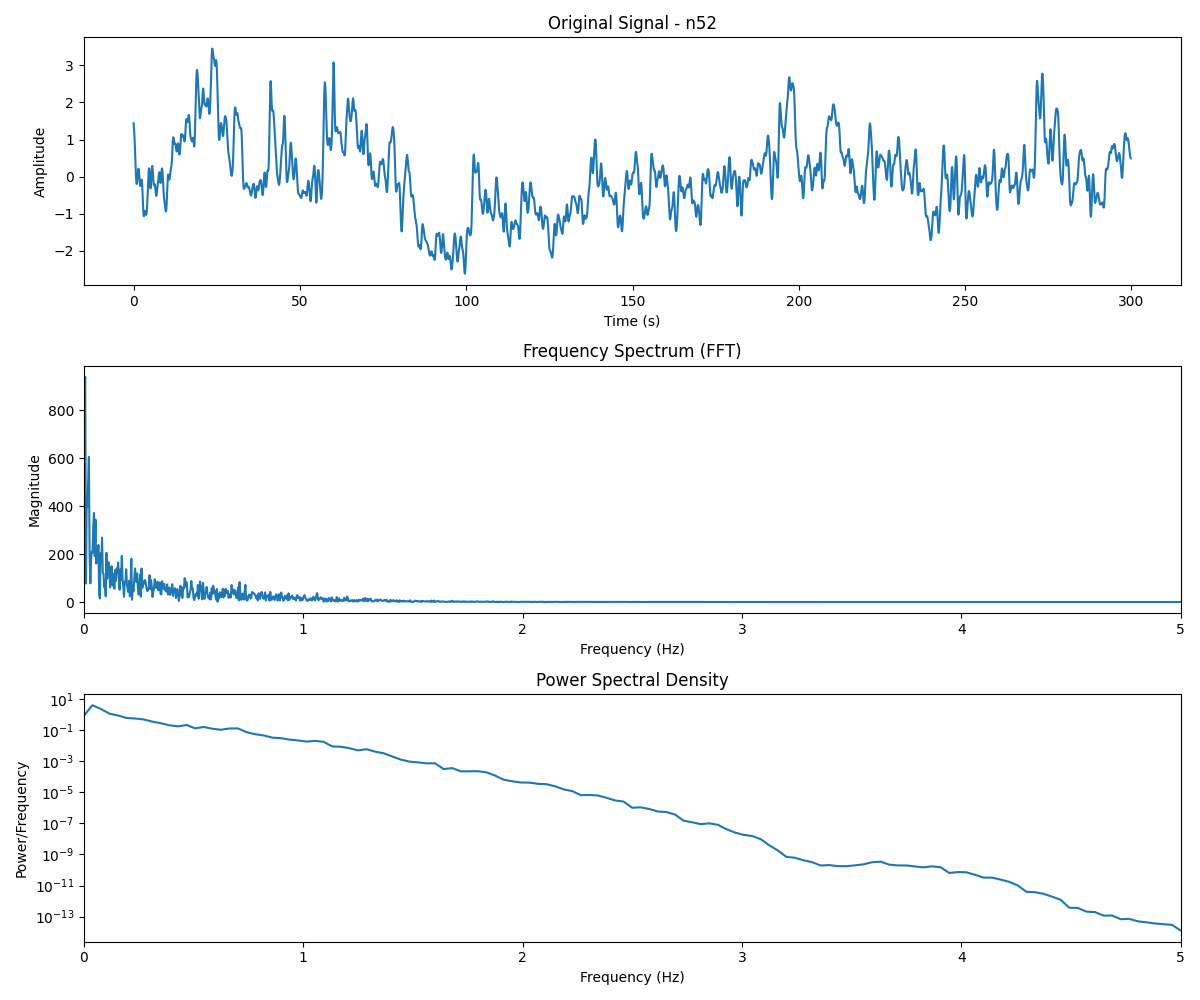 Original Signal - n52
Amplitude
3
2
1
0
−1
−2
0 50 100 150 200 250 300
Time (s)
Frequency Spectrum (FFT)
Magnitude
800
600
400
200
0
0 1 2 3 4 5
Frequency (Hz)
Power Spectral Density
Power/Frequency
10¹
10⁻¹
10⁻³
10⁻⁵
10⁻⁷
10⁻⁹
10⁻¹¹
10⁻¹³
0 1 2 3 4 5
Frequency (Hz)